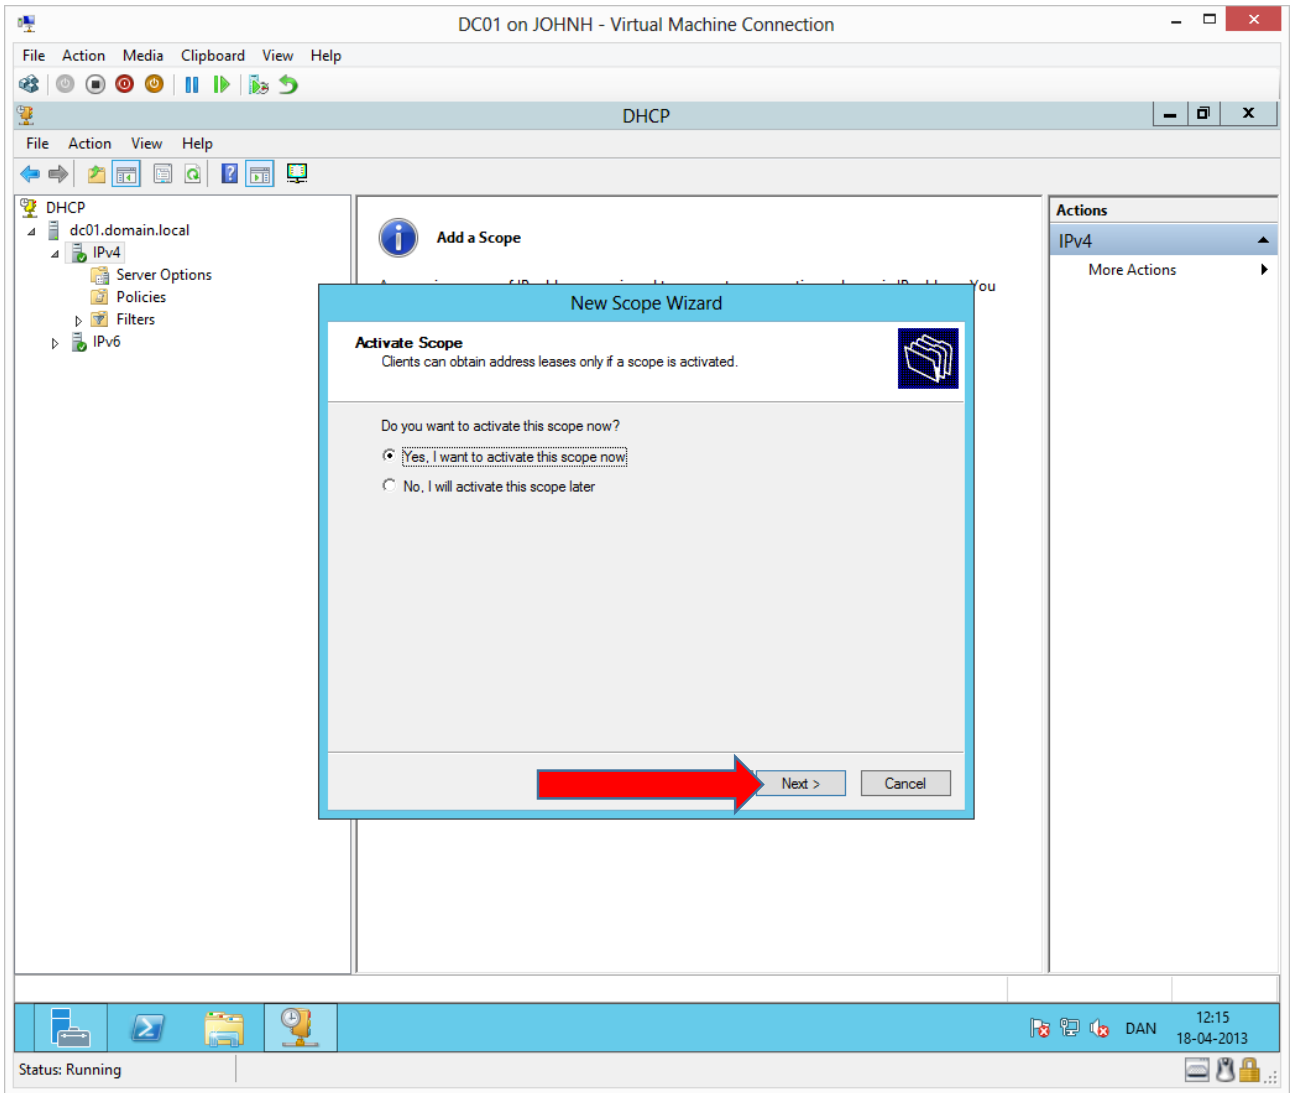 DC01 on JOHNH - Virtual Machine Connection
File Action Media Clipboard View Help
DHCP
File Action View Help
DHCP
dc01.domain.local
IPv4
Server Options
Policies
Filters
IPv6
Add a Scope
You
Actions
IPv4
More Actions
New Scope Wizard
Activate Scope
Clients can obtain address leases only if a scope is activated.
Do you want to activate this scope now?
Yes, I want to activate this scope now
No, I will activate this scope later
Next >
Cancel
DAN
12:15
18-04-2013
Status: Running